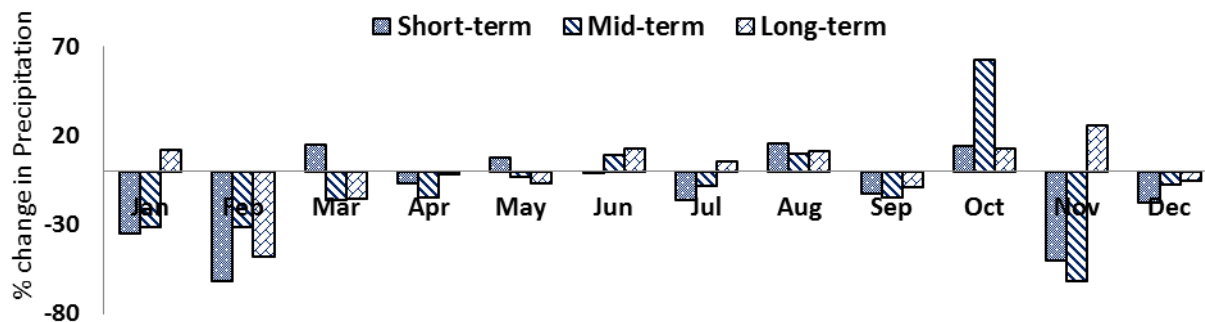 Short-term Mid-term Long-term
% change in Precipitation
70
20
-30
-80
Jan Feb Mar Apr May Jun Jul Aug Sep Oct Nov Dec